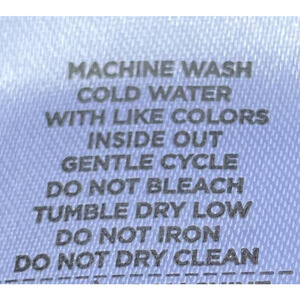 MACHINE WASH
COLD WATER
WITH LIKE COLORS
INSIDE OUT
GENTLE CYCLE
DO NOT BLEACH
TUMBLE DRY LOW
DO NOT IRON
DO NOT DRY CLEAN